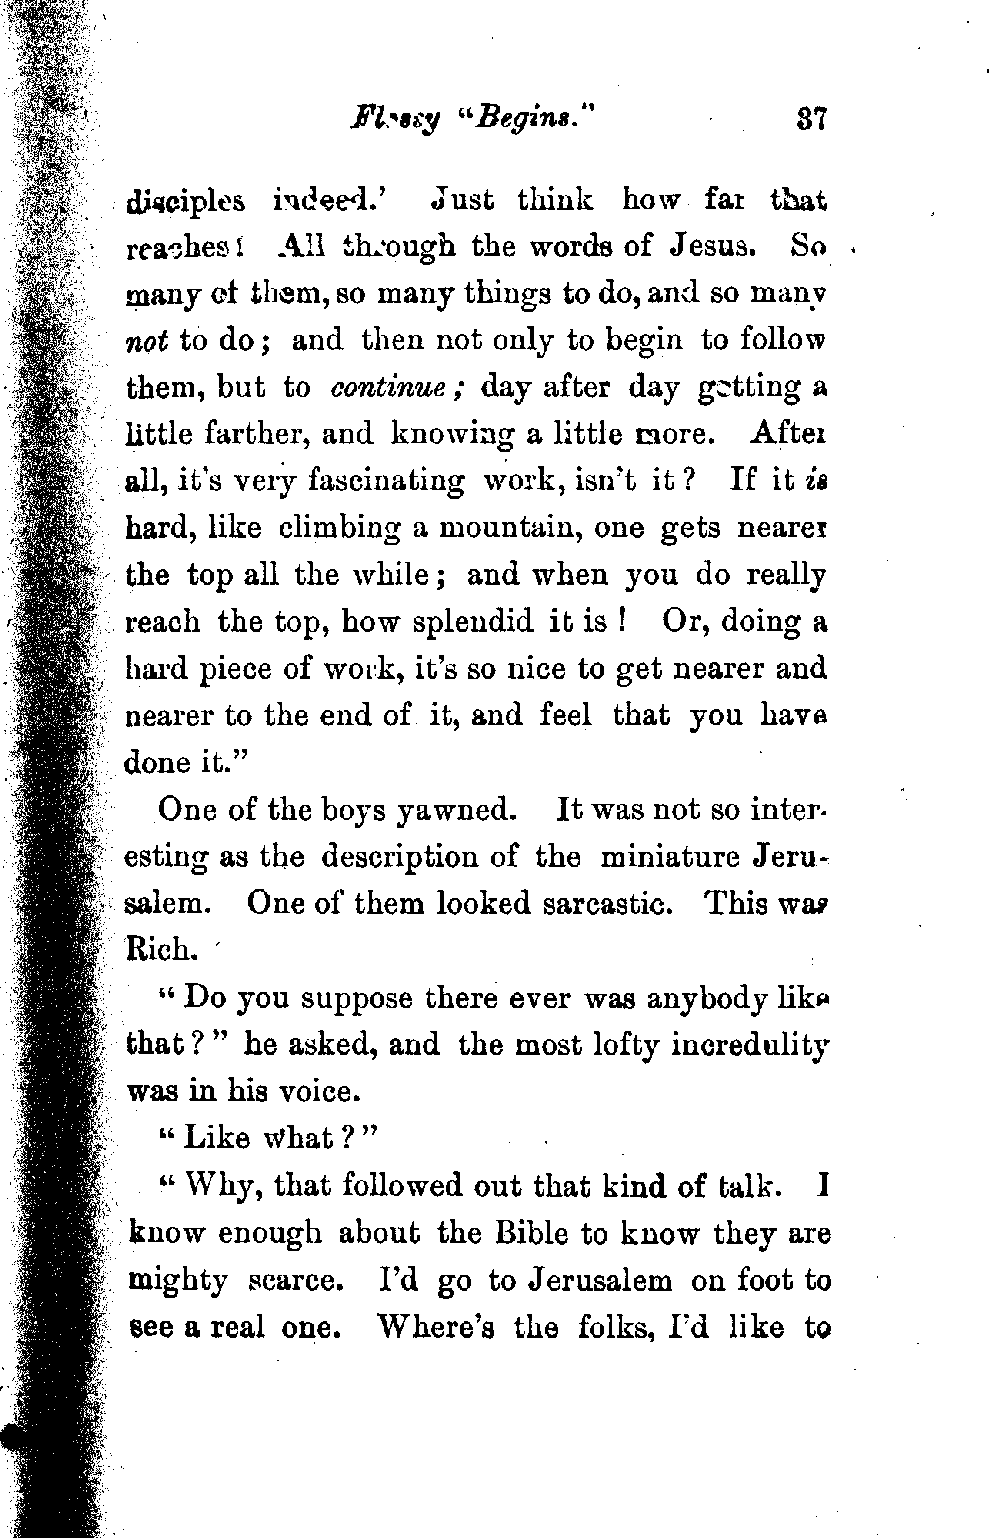 Flossy "Begins." 37
disciples indeed.' Just think how far that
reaches! All through the words of Jesus. So
many of them, so many things to do, and so many
not to do; and then not only to begin to follow
them, but to continue; day after day getting a
little farther, and knowing a little more. After
all, it's very fascinating work, isn't it? If it is
hard, like climbing a mountain, one gets nearer
the top all the while; and when you do really
reach the top, how splendid it is! Or, doing a
hard piece of work, it's so nice to get nearer and
nearer to the end of it, and feel that you have
done it."
One of the boys yawned. It was not so inter-
esting as the description of the miniature Jeru-
salem. One of them looked sarcastic. This was
Rich.
"Do you suppose there ever was anybody like
that?" he asked, and the most lofty incredulity
was in his voice.
"Like what?"
"Why, that followed out that kind of talk. I
know enough about the Bible to know they are
mighty scarce. I'd go to Jerusalem on foot to
see a real one. Where's the folks, I'd like to